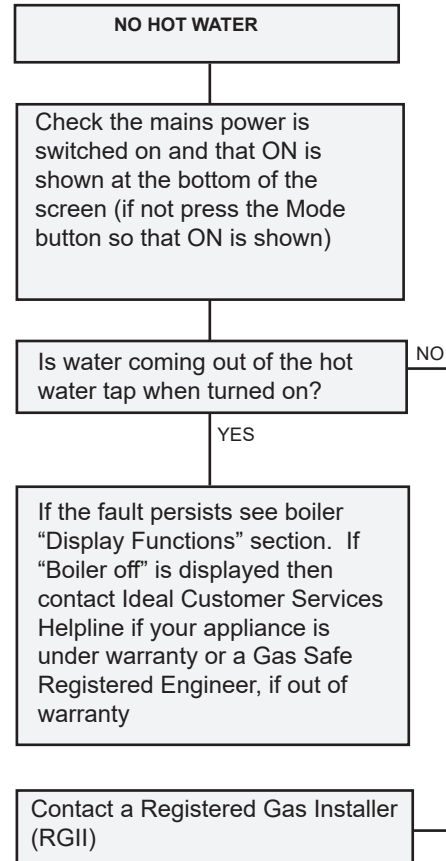 NO HOT WATER
Check the mains power is
switched on and that ON is
shown at the bottom of the
screen (if not press the Mode
button so that ON is shown)
Is water coming out of the hot
water tap when turned on?
NO
YES
If the fault persists see boiler
“Display Functions” section.  If
“Boiler off” is displayed then
contact Ideal Customer Services
Helpline if your appliance is
under warranty or a Gas Safe
Registered Engineer, if out of
warranty
Contact a Registered Gas Installer
(RGII)